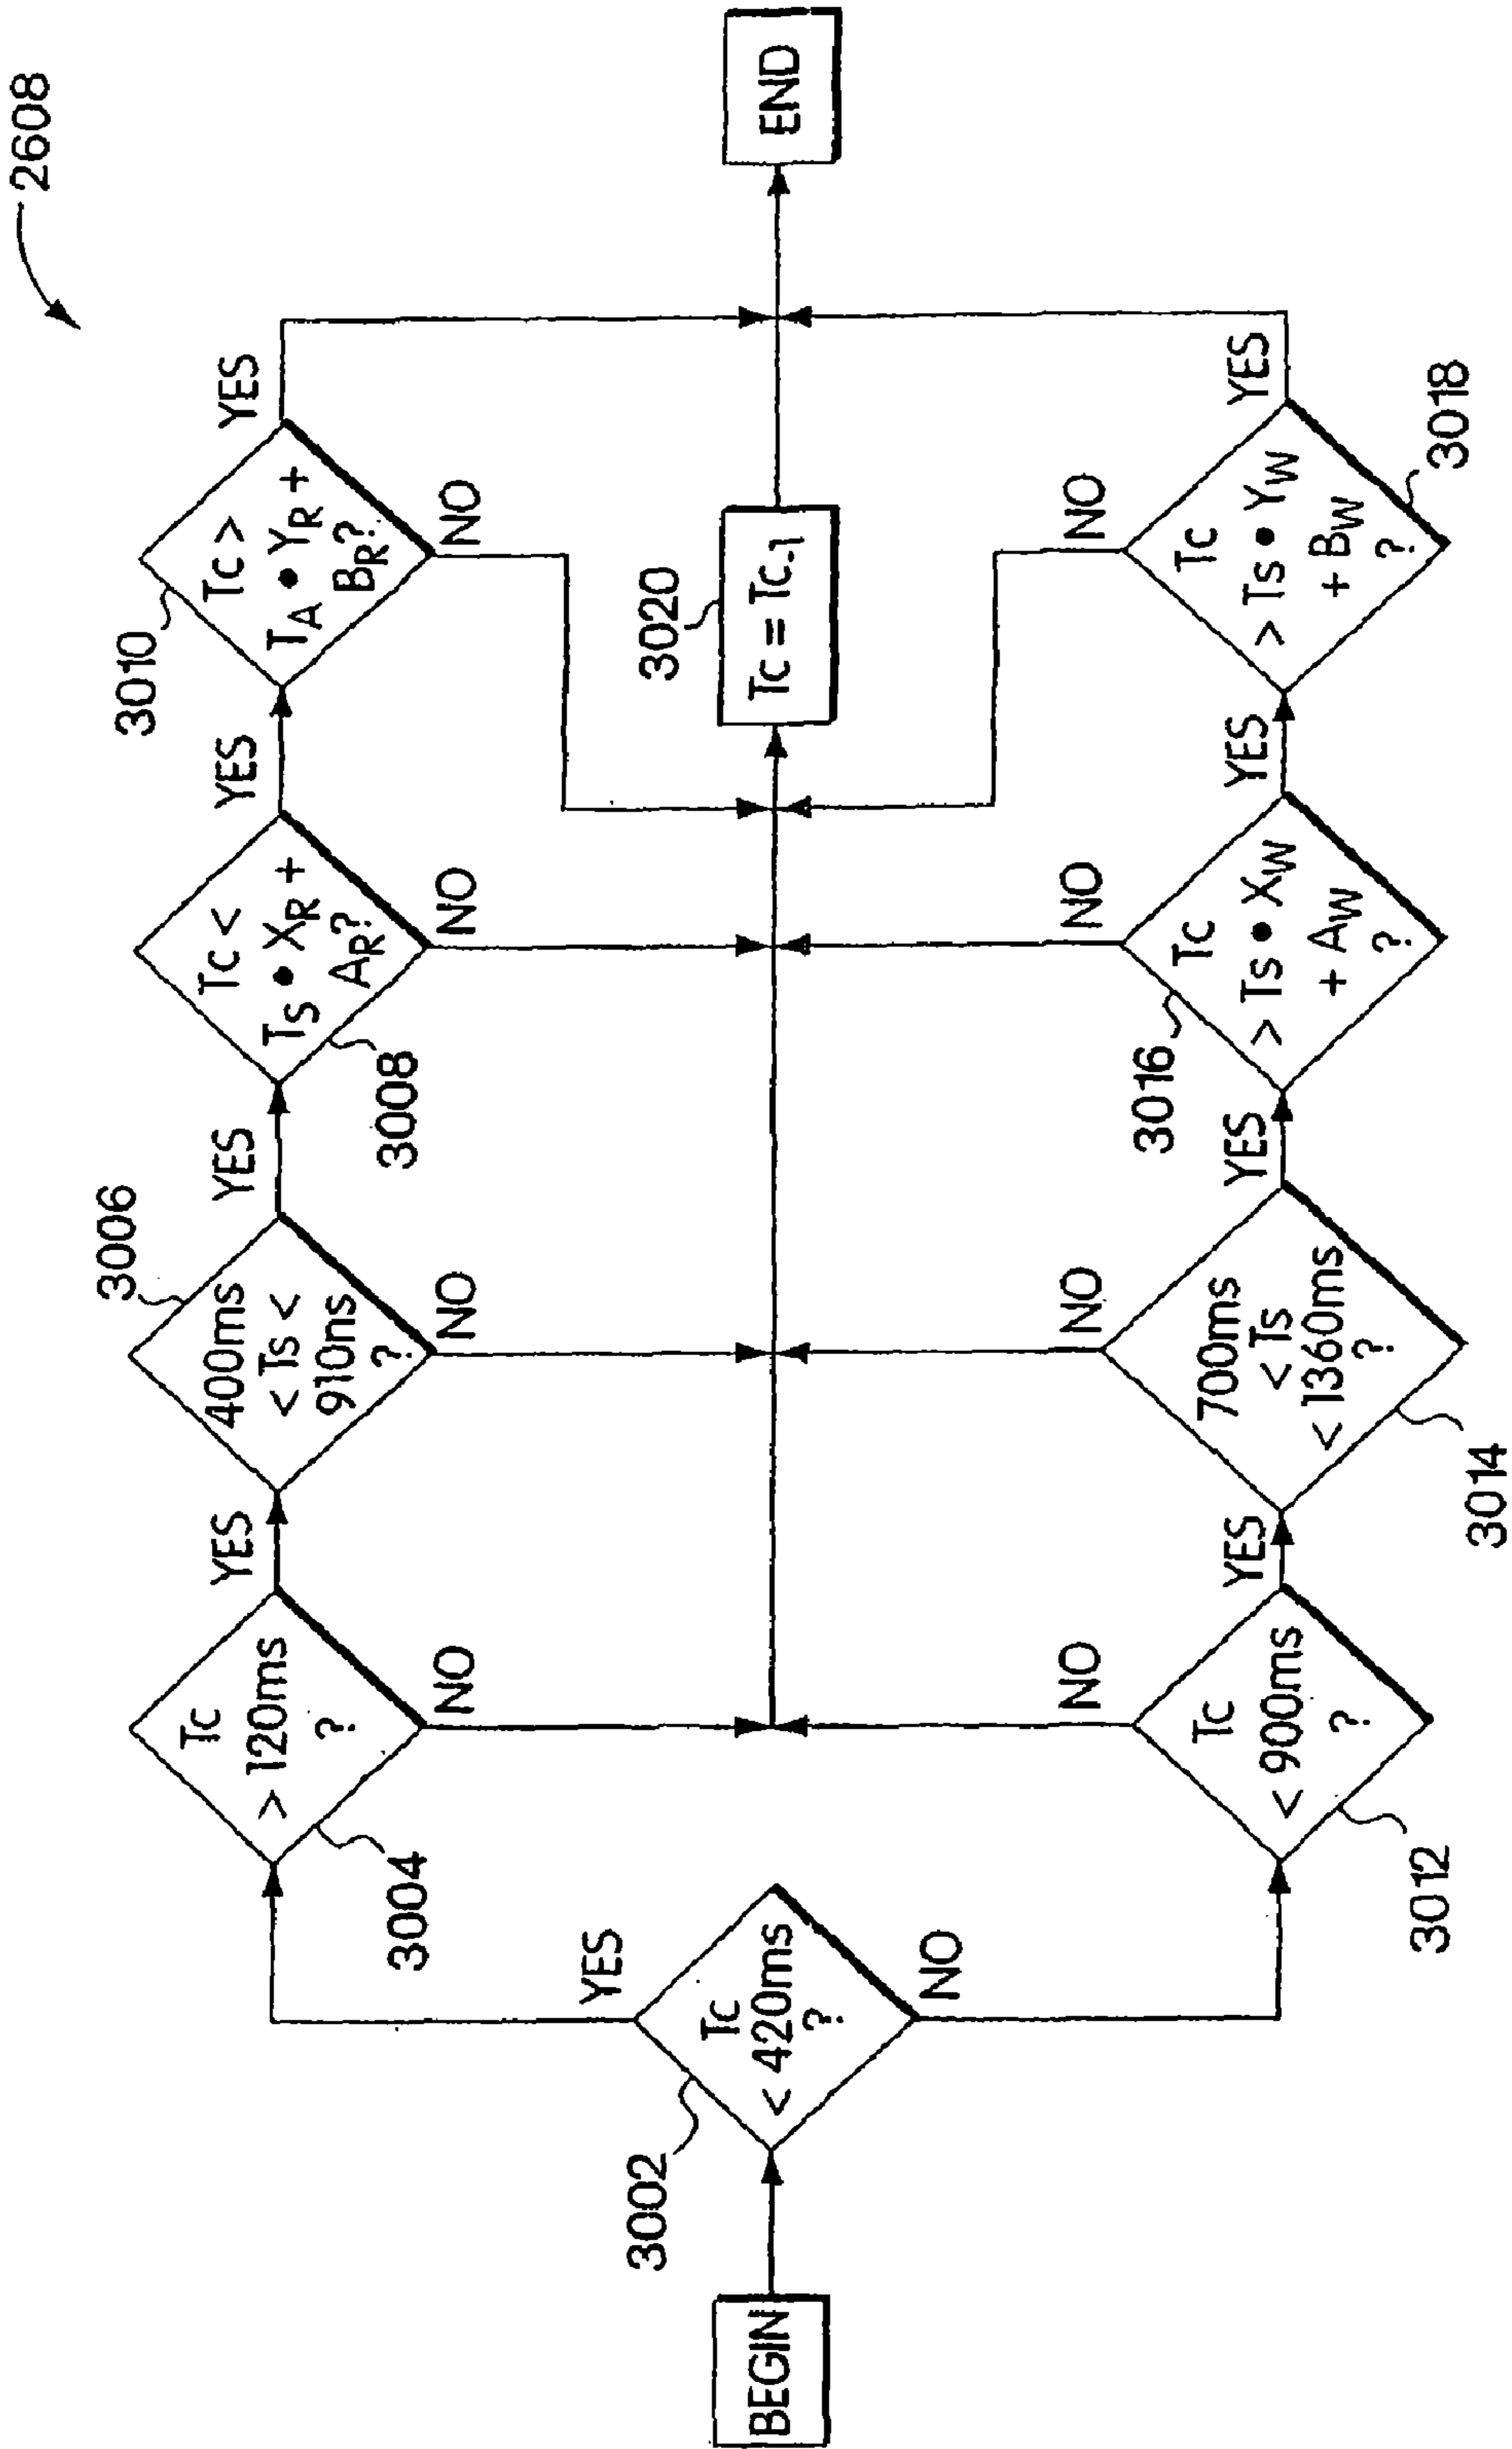 2608
BEGIN
3002
Tc
< 420ms
?
YES
NO
3004
Tc
> 120ms
?
YES
NO
3006
400ms
< Ts <
910ns
?
YES
NO
3008
Tc <
Ts • XR +
AR?
YES
NO
3010
Tc >
TA • YR +
BR?
YES
NO
3012
Tc
< 900ms
?
YES
NO
3014
700ms
< Ts
< 1360ms
?
YES
NO
3016
Tc
> Ts • XW
+ AW
?
YES
NO
3018
Tc
> Ts • YW
+ BW
?
YES
NO
3020
Tc = Tc-1
END